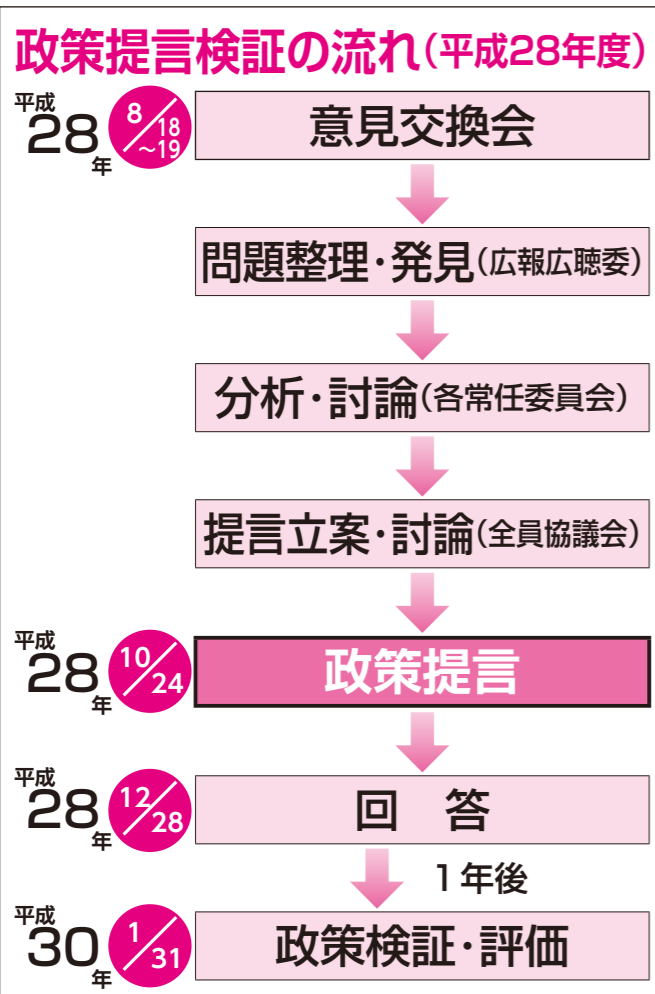 政策提言検証の流れ(平成28年度)
平成28年 8/18~19 意見交換会
問題整理・発見(広報広聴委)
分析・討論(各常任委員会)
提言立案・討論(全員協議会)
平成28年 10/24 政策提言
平成28年 12/28 回 答
1年後
平成30年 1/31 政策検証・評価